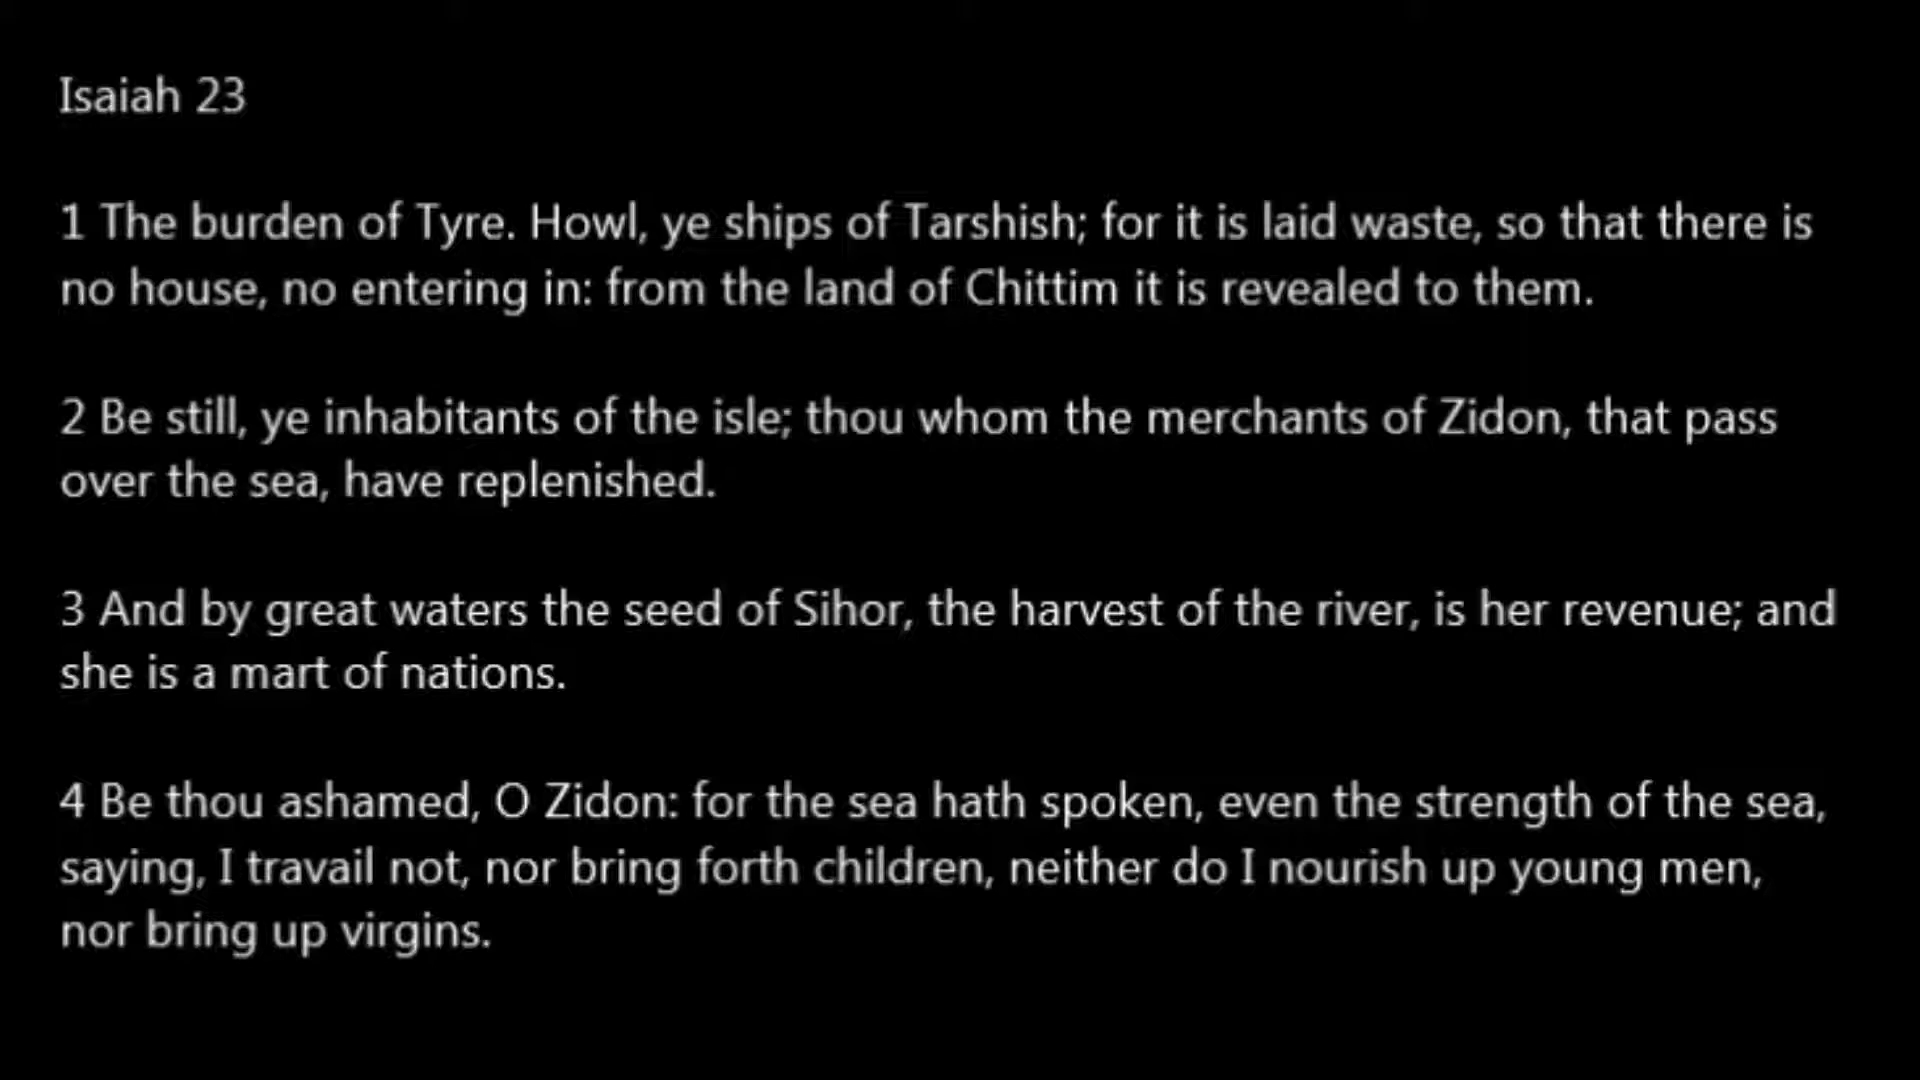 Isaiah 23
1 The burden of Tyre. Howl, ye ships of Tarshish; for it is laid waste, so that there is
no house, no entering in: from the land of Chittim it is revealed to them.
2 Be still, ye inhabitants of the isle; thou whom the merchants of Zidon, that pass
over the sea, have replenished.
3 And by great waters the seed of Sihor, the harvest of the river, is her revenue; and
she is a mart of nations.
4 Be thou ashamed, O Zidon: for the sea hath spoken, even the strength of the sea,
saying, I travail not, nor bring forth children, neither do I nourish up young men,
nor bring up virgins.